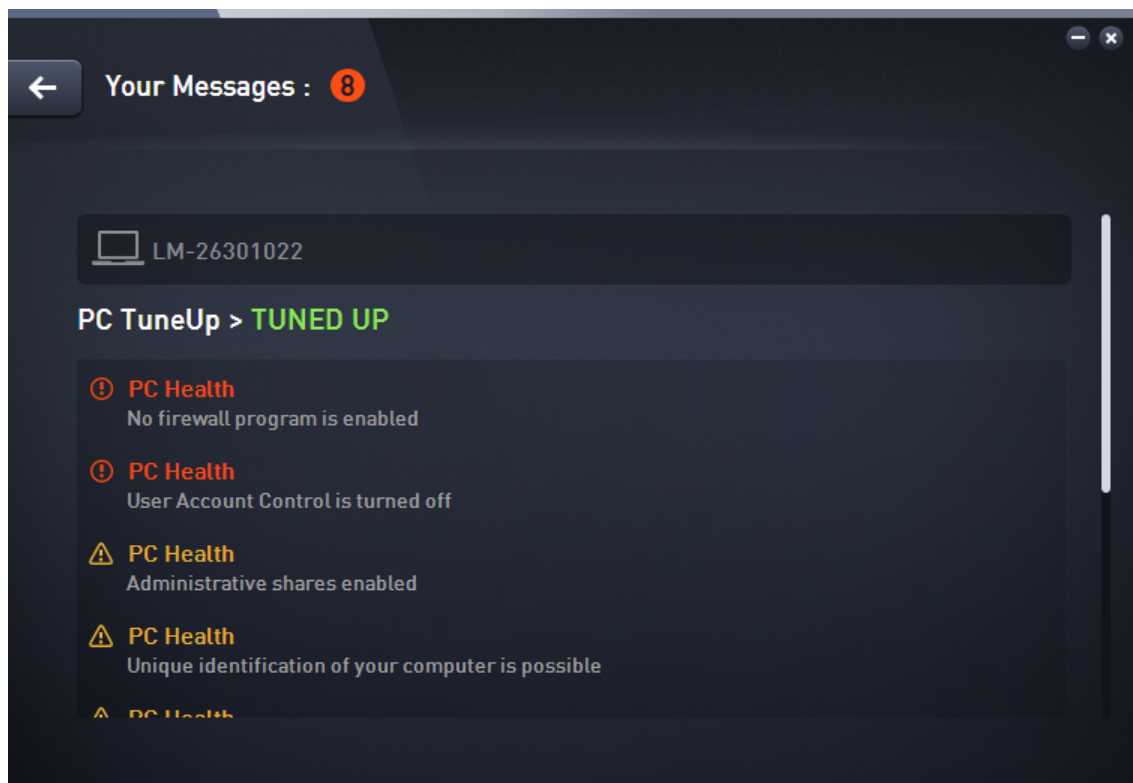 Your Messages : 8
LM-26301022
PC TuneUp > TUNED UP
PC Health
No firewall program is enabled
PC Health
User Account Control is turned off
PC Health
Administrative shares enabled
PC Health
Unique identification of your computer is possible
PC Health